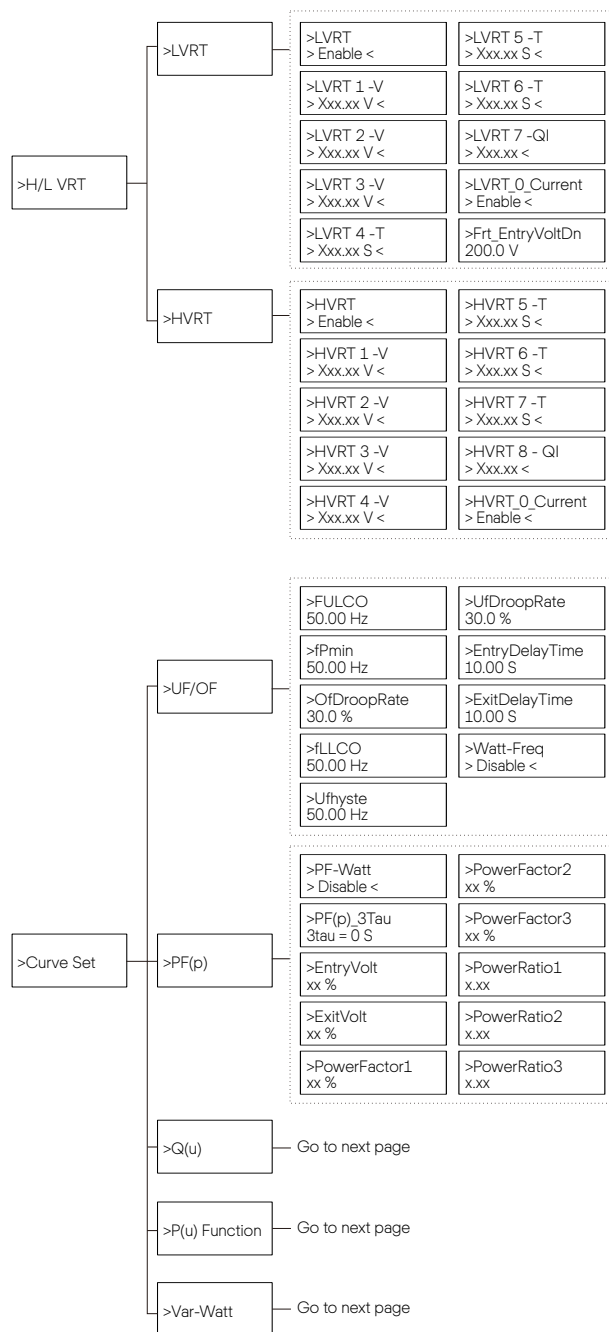 >H/L VRT
>LVRT
>LVRT
> Enable <
>LVRT 1 -V
> Xxx.xx V <
>LVRT 2 -V
> Xxx.xx V <
>LVRT 3 -V
> Xxx.xx V <
>LVRT 4 -T
> Xxx.xx S <
>LVRT 5 -T
> Xxx.xx S <
>LVRT 6 -T
> Xxx.xx S <
>LVRT 7 -QI
> Xxx.xx <
>LVRT_0_Current
> Enable <
>Frt_EntryVoltDn
200.0 V
>HVRT
>HVRT
> Enable <
>HVRT 1 -V
> Xxx.xx V <
>HVRT 2 -V
> Xxx.xx V <
>HVRT 3 -V
> Xxx.xx V <
>HVRT 4 -V
> Xxx.xx V <
>HVRT 5 -T
> Xxx.xx S <
>HVRT 6 -T
> Xxx.xx S <
>HVRT 7 -T
> Xxx.xx S <
>HVRT 8 - QI
> Xxx.xx <
>HVRT_0_Current
> Enable <
>Curve Set
>UF/OF
>FULCO
50.00 Hz
>fPmin
50.00 Hz
>OfDroopRate
30.0 %
>fLLCO
50.00 Hz
>Ufhyste
50.00 Hz
>UfDroopRate
30.0 %
>EntryDelayTime
10.00 S
>ExitDelayTime
10.00 S
>Watt-Freq
> Disable <
>PF(p)
>PF-Watt
> Disable <
>PF(p)_3Tau
3tau = 0 S
>EntryVolt
xx %
>ExitVolt
xx %
>PowerFactor1
xx %
>PowerFactor2
xx %
>PowerFactor3
xx %
>PowerRatio1
x.xx
>PowerRatio2
x.xx
>PowerRatio3
x.xx
>Q(u)
Go to next page
>P(u) Function
Go to next page
>Var-Watt
Go to next page